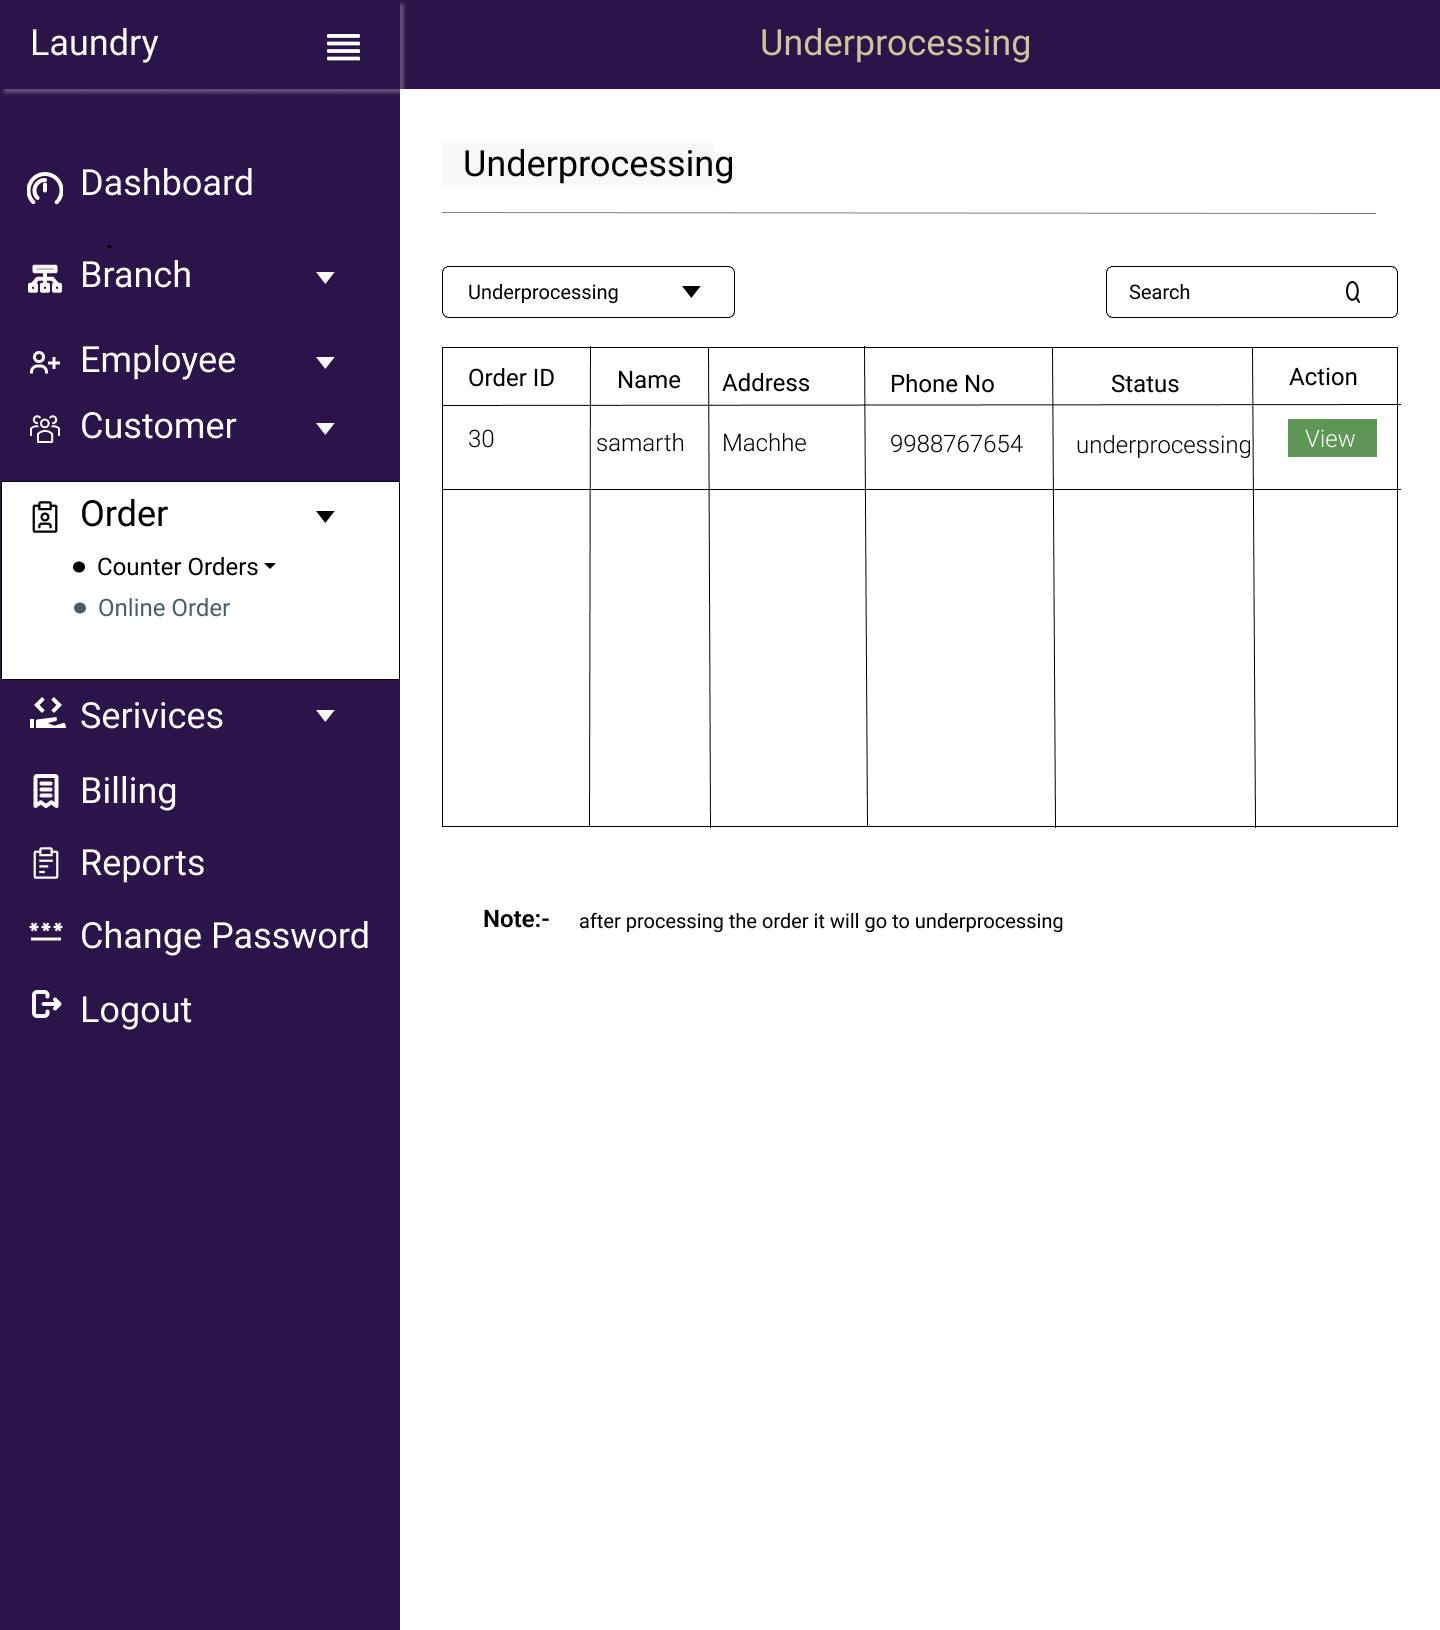 Laundry
Underprocessing
Dashboard
Branch
Employee
Customer
Order
Counter Orders
Online Order
Serivices
Billing
Reports
*** Change Password
Logout
Underprocessing
Underprocessing
Search
Order ID Name Address Phone No Status Action
30 samarth Machhe 9988767654 underprocessing View
Note:- after processing the order it will go to underprocessing